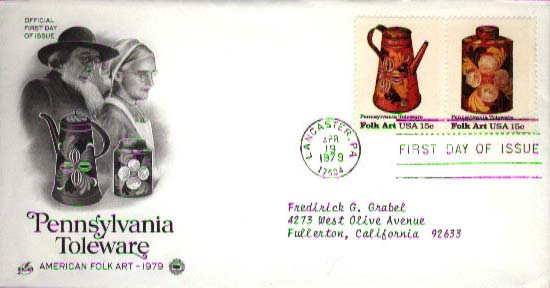 OFFICIAL
FIRST DAY
OF ISSUE
Pennsylvania
Toleware
AMERICAN FOLK ART - 1979
Pennsylvania Toleware
Folk Art USA 15c
Pennsylvania Toleware
Folk Art USA 15c
LANCASTER, PA
APR
19
1979
17604
FIRST DAY OF ISSUE
Fredirick G. Grabel
4273 West Olive Avenue
Fullerton, California 92633